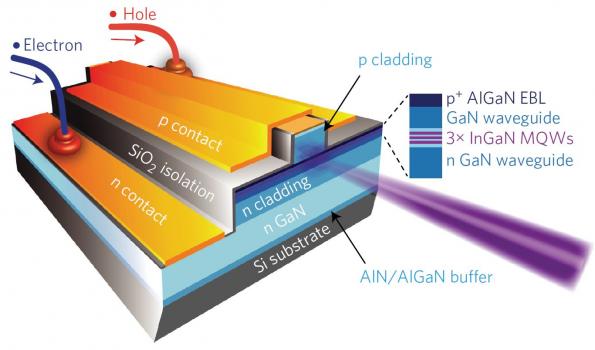 • Hole
• Electron
p cladding
p contact
SiO₂ isolation
n contact
n cladding
n GaN
Si substrate
AlN/AlGaN buffer
p⁺ AlGaN EBL
GaN waveguide
3× InGaN MQWs
n GaN waveguide